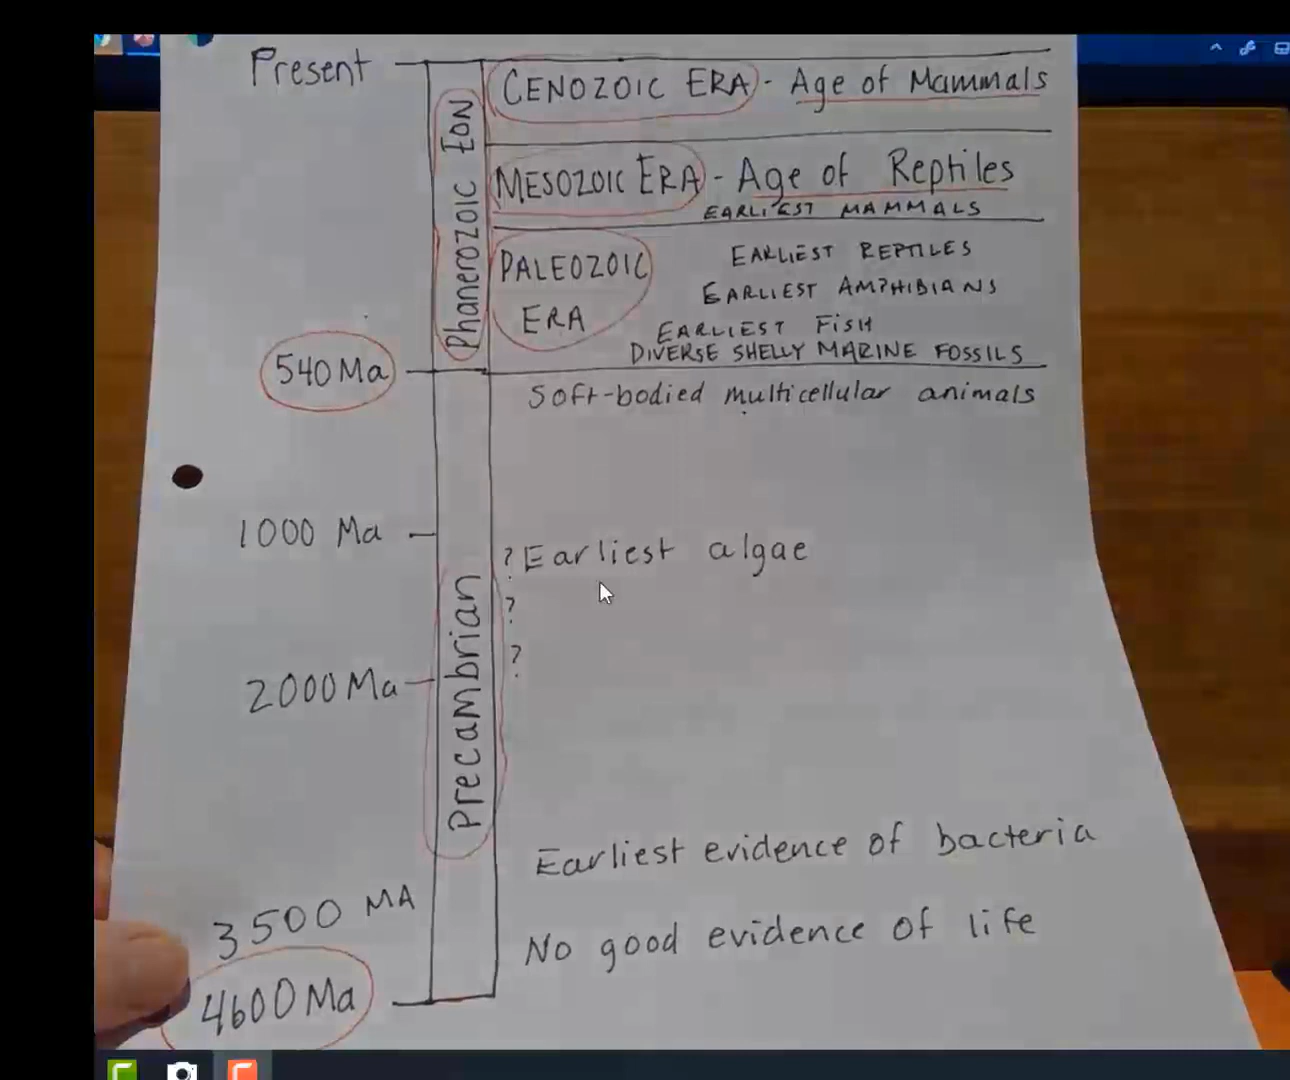 Present
CENOZOIC ERA - Age of Mammals
MESOZOIC ERA - Age of Reptiles
EARLIEST MAMMALS
Phanerozoic Eon
PALEOZOIC
ERA
EARLIEST REPTILES
EARLIEST AMPHIBIANS
EARLIEST FISH
DIVERSE SHELLY MARINE FOSSILS
540 Ma
Soft-bodied multicellular animals
1000 Ma
? Earliest algae
?
?
2000 Ma
Precambrian
Earliest evidence of bacteria
3500 MA
No good evidence of life
4600 Ma